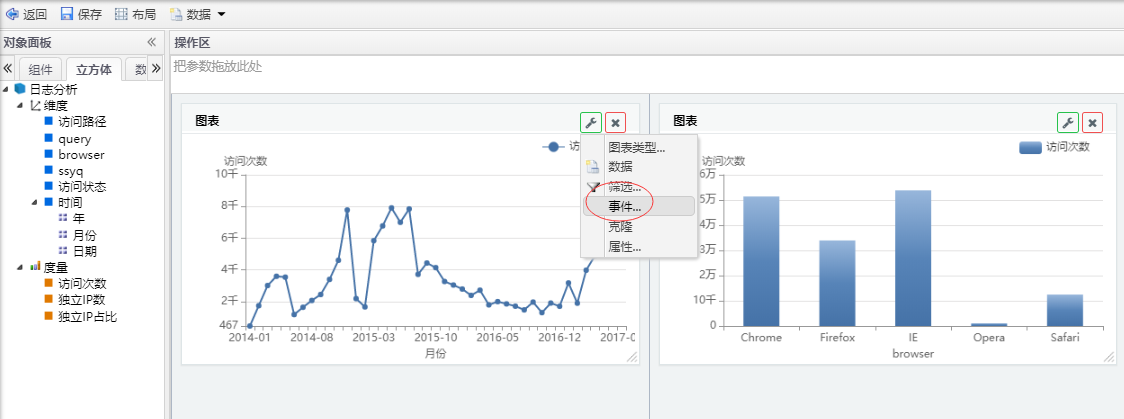 返回 保存 布局 数据
对象面板
操作区
组件 立方体 数
把参数拖放此处
日志分析
维度
访问路径
query
browser
ssyq
访问状态
时间
年
月份
日期
度量
访问次数
独立IP数
独立IP占比
图表
访问次数
10千
8千
6千
4千
2千
467
2014-01 2014-08 2015-03 2015-10 2016-05 2016-12 2017-0
月份
图表类型...
数据
筛选...
事件...
克隆
属性...
图表
访问次数
访问次数
6万
5万
4万
3万
2万
10千
0
Chrome Firefox IE Opera Safari
browser